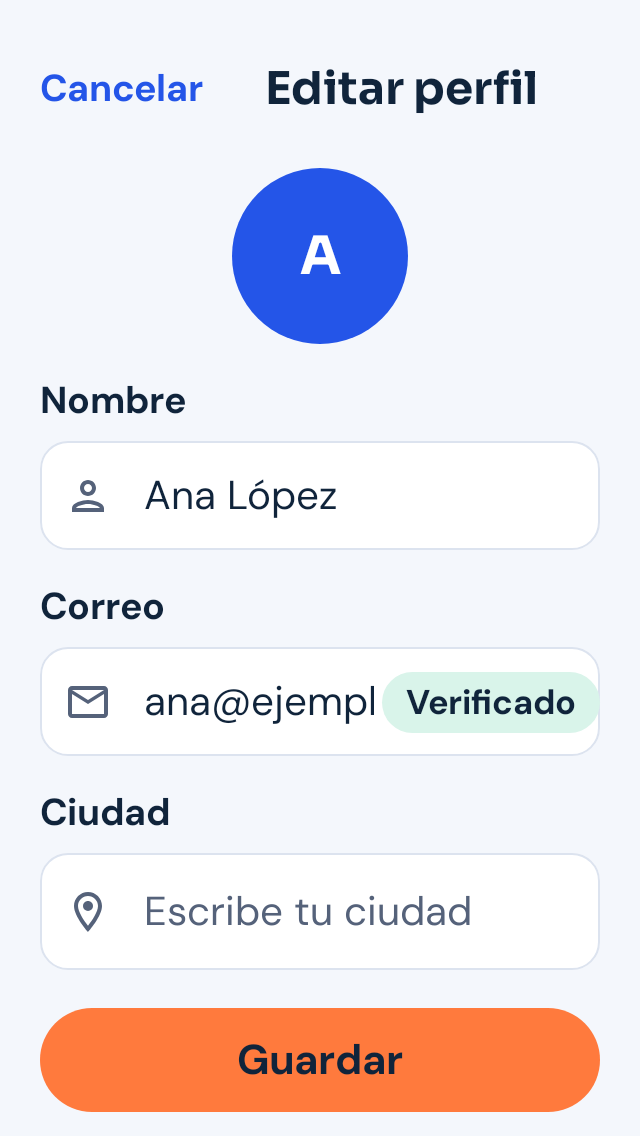 Cancelar
Editar perfil
A
Nombre
Ana López
Correo
ana@ejempl
Verificado
Ciudad
Escribe tu ciudad
Guardar